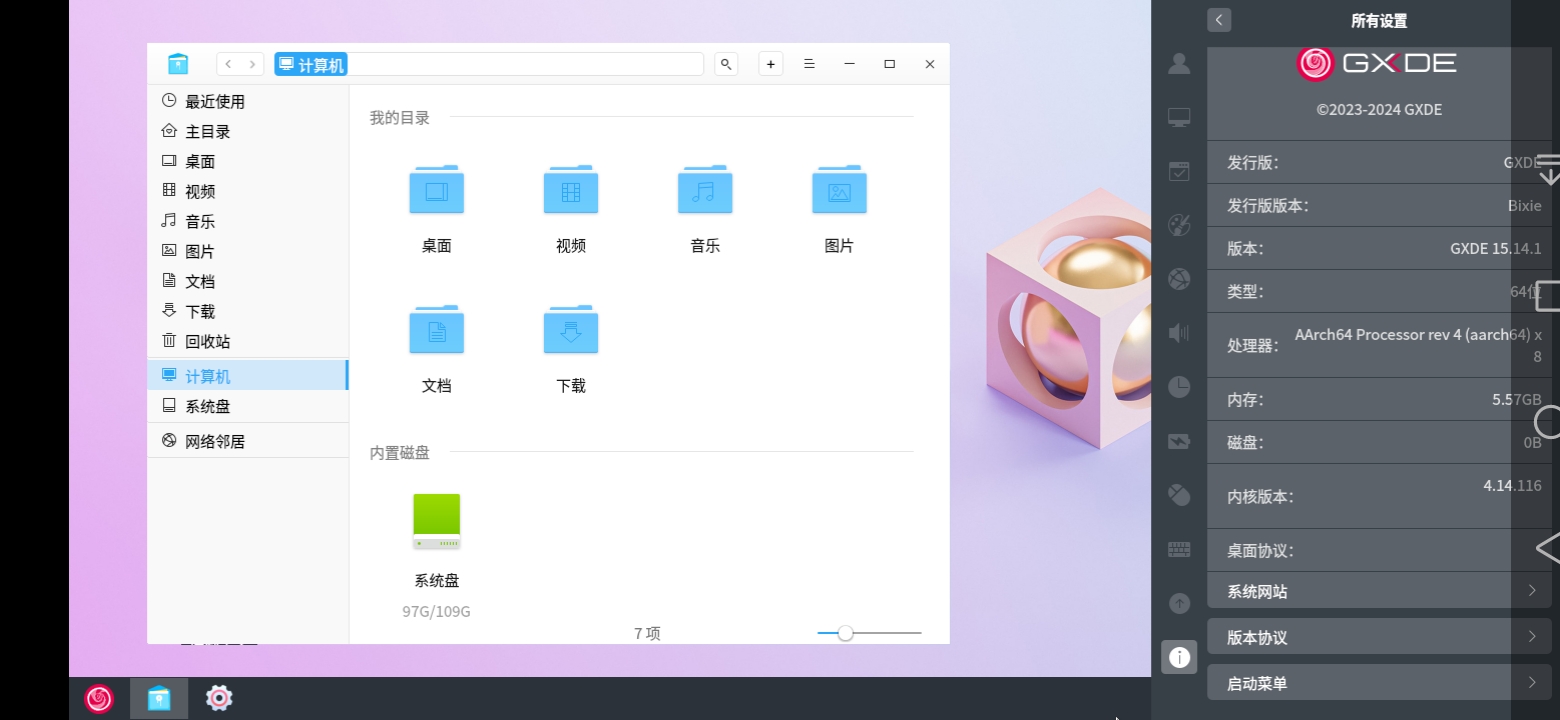 计算机
最近使用
主目录
桌面
视频
音乐
图片
文档
下载
回收站
计算机
系统盘
网络邻居
我的目录
桌面
视频
音乐
图片
文档
下载
内置磁盘
系统盘
97G/109G
7 项
所有设置
GXDE
©2023-2024 GXDE
发行版： GXDE
发行版版本： Bixie
版本： GXDE 15.14.1
类型： 64位
处理器： AArch64 Processor rev 4 (aarch64) x
8
内存： 5.57GB
磁盘： 0B
内核版本： 4.14.116
桌面协议：
系统网站
版本协议
启动菜单